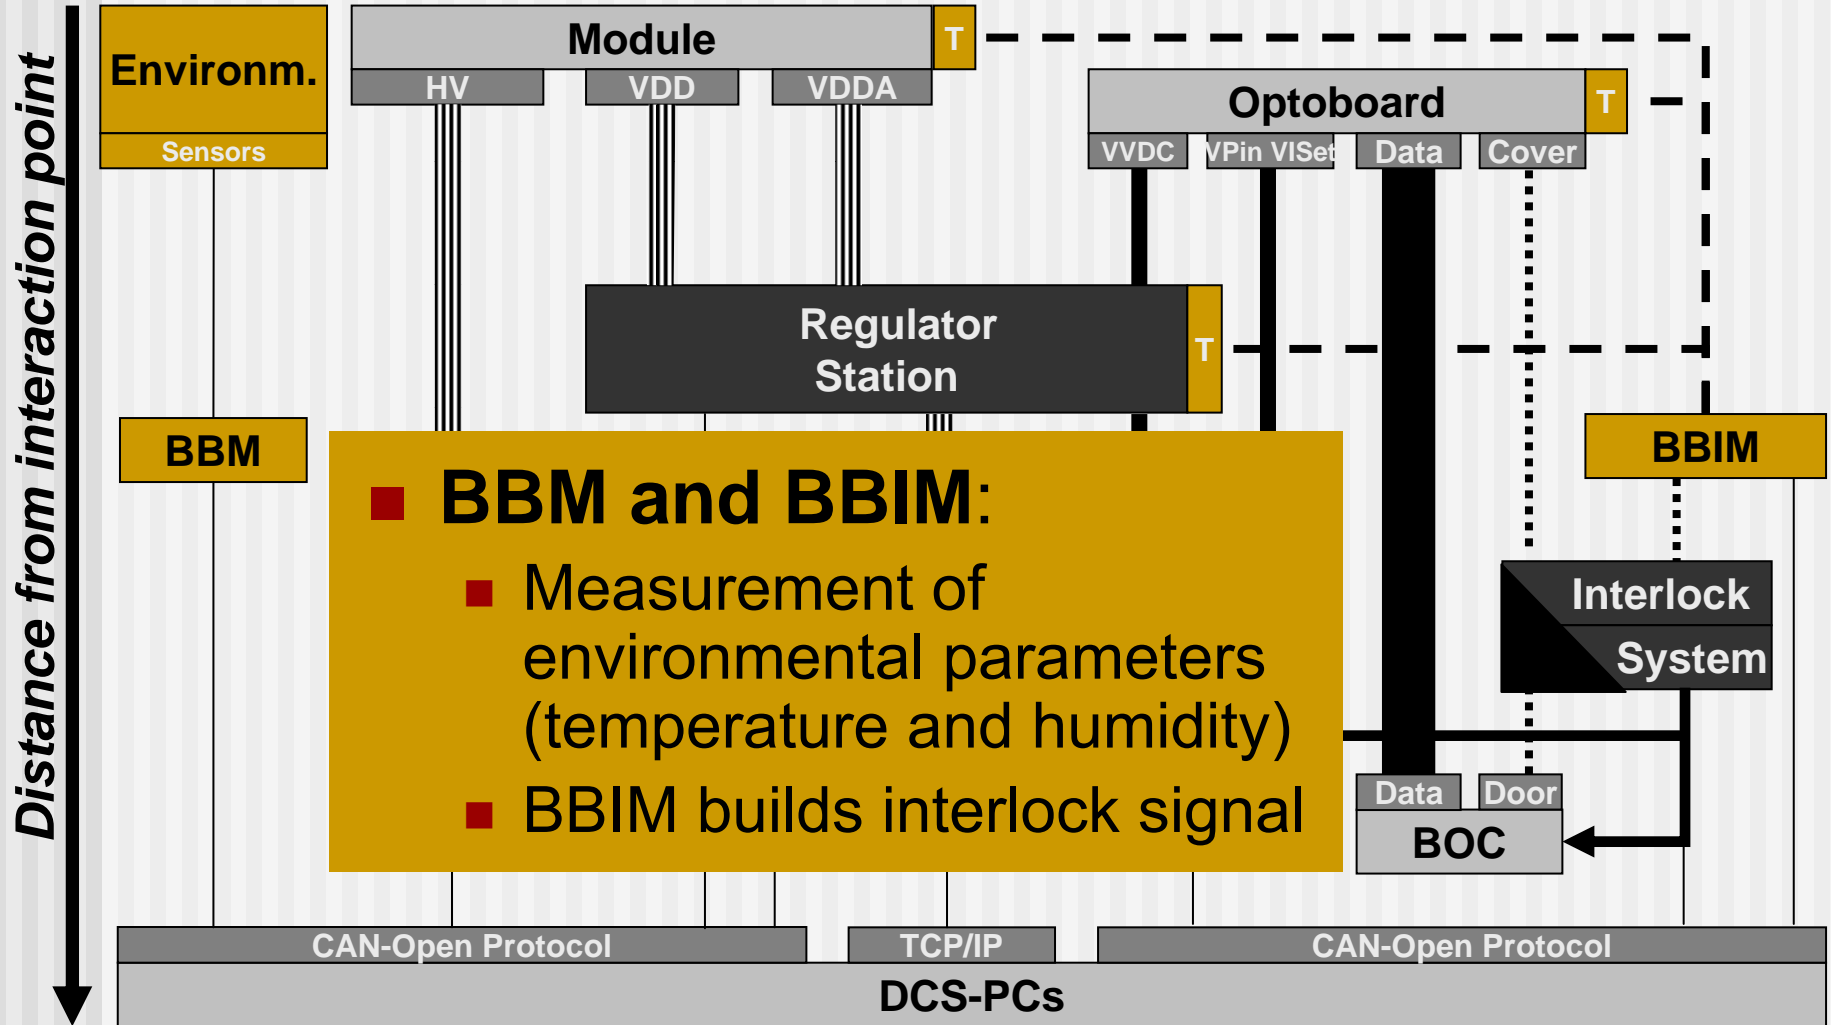 Distance from interaction point
Environm.
Sensors
Module
T
HV
VDD
VDDA
Optoboard
T
VVDC
VPin VISet
Data
Cover
Regulator
Station
T
BBM
BBIM
BBM and BBIM:
Measurement of
environmental parameters
(temperature and humidity)
BBIM builds interlock signal
Interlock
System
Data
Door
BOC
CAN-Open Protocol
TCP/IP
CAN-Open Protocol
DCS-PCs